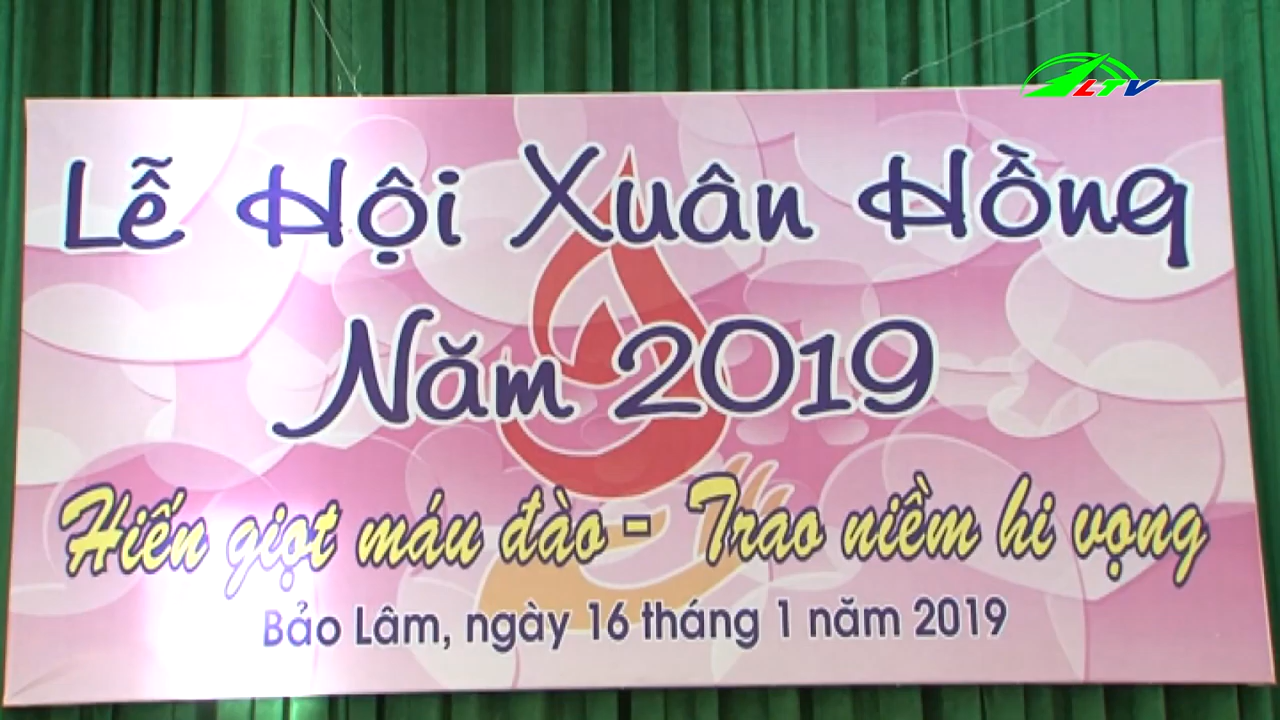 LTV
Lễ Hội Xuân Hồng
Năm 2019
Hiến giọt máu đào - Trao niềm hi vọng
Bảo Lâm, ngày 16 tháng 1 năm 2019